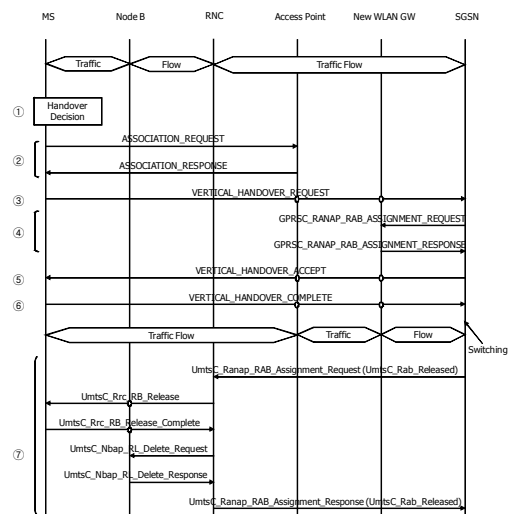 MS Node B RNC Access Point New WLAN GW SGSN
Traffic Flow Traffic Flow
① Handover
Decision
ASSOCIATION_REQUEST
②
ASSOCIATION_RESPONSE
③ VERTICAL_HANDOVER_REQUEST
GPRSC_RANAP_RAB_ASSIGNMENT_REQUEST
④
GPRSC_RANAP_RAB_ASSIGNMENT_RESPONSE
⑤ VERTICAL_HANDOVER_ACCEPT
⑥ VERTICAL_HANDOVER_COMPLETE
Traffic Flow Traffic Flow
Switching
UmtsC_Ranap_RAB_Assignment_Request (UmtsC_Rab_Released)
UmtsC_Rrc_RB_Release
UmtsC_Rrc_RB_Release_Complete
⑦ UmtsC_Nbap_RL_Delete_Request
UmtsC_Nbap_RL_Delete_Response
UmtsC_Ranap_RAB_Assignment_Response (UmtsC_Rab_Released)